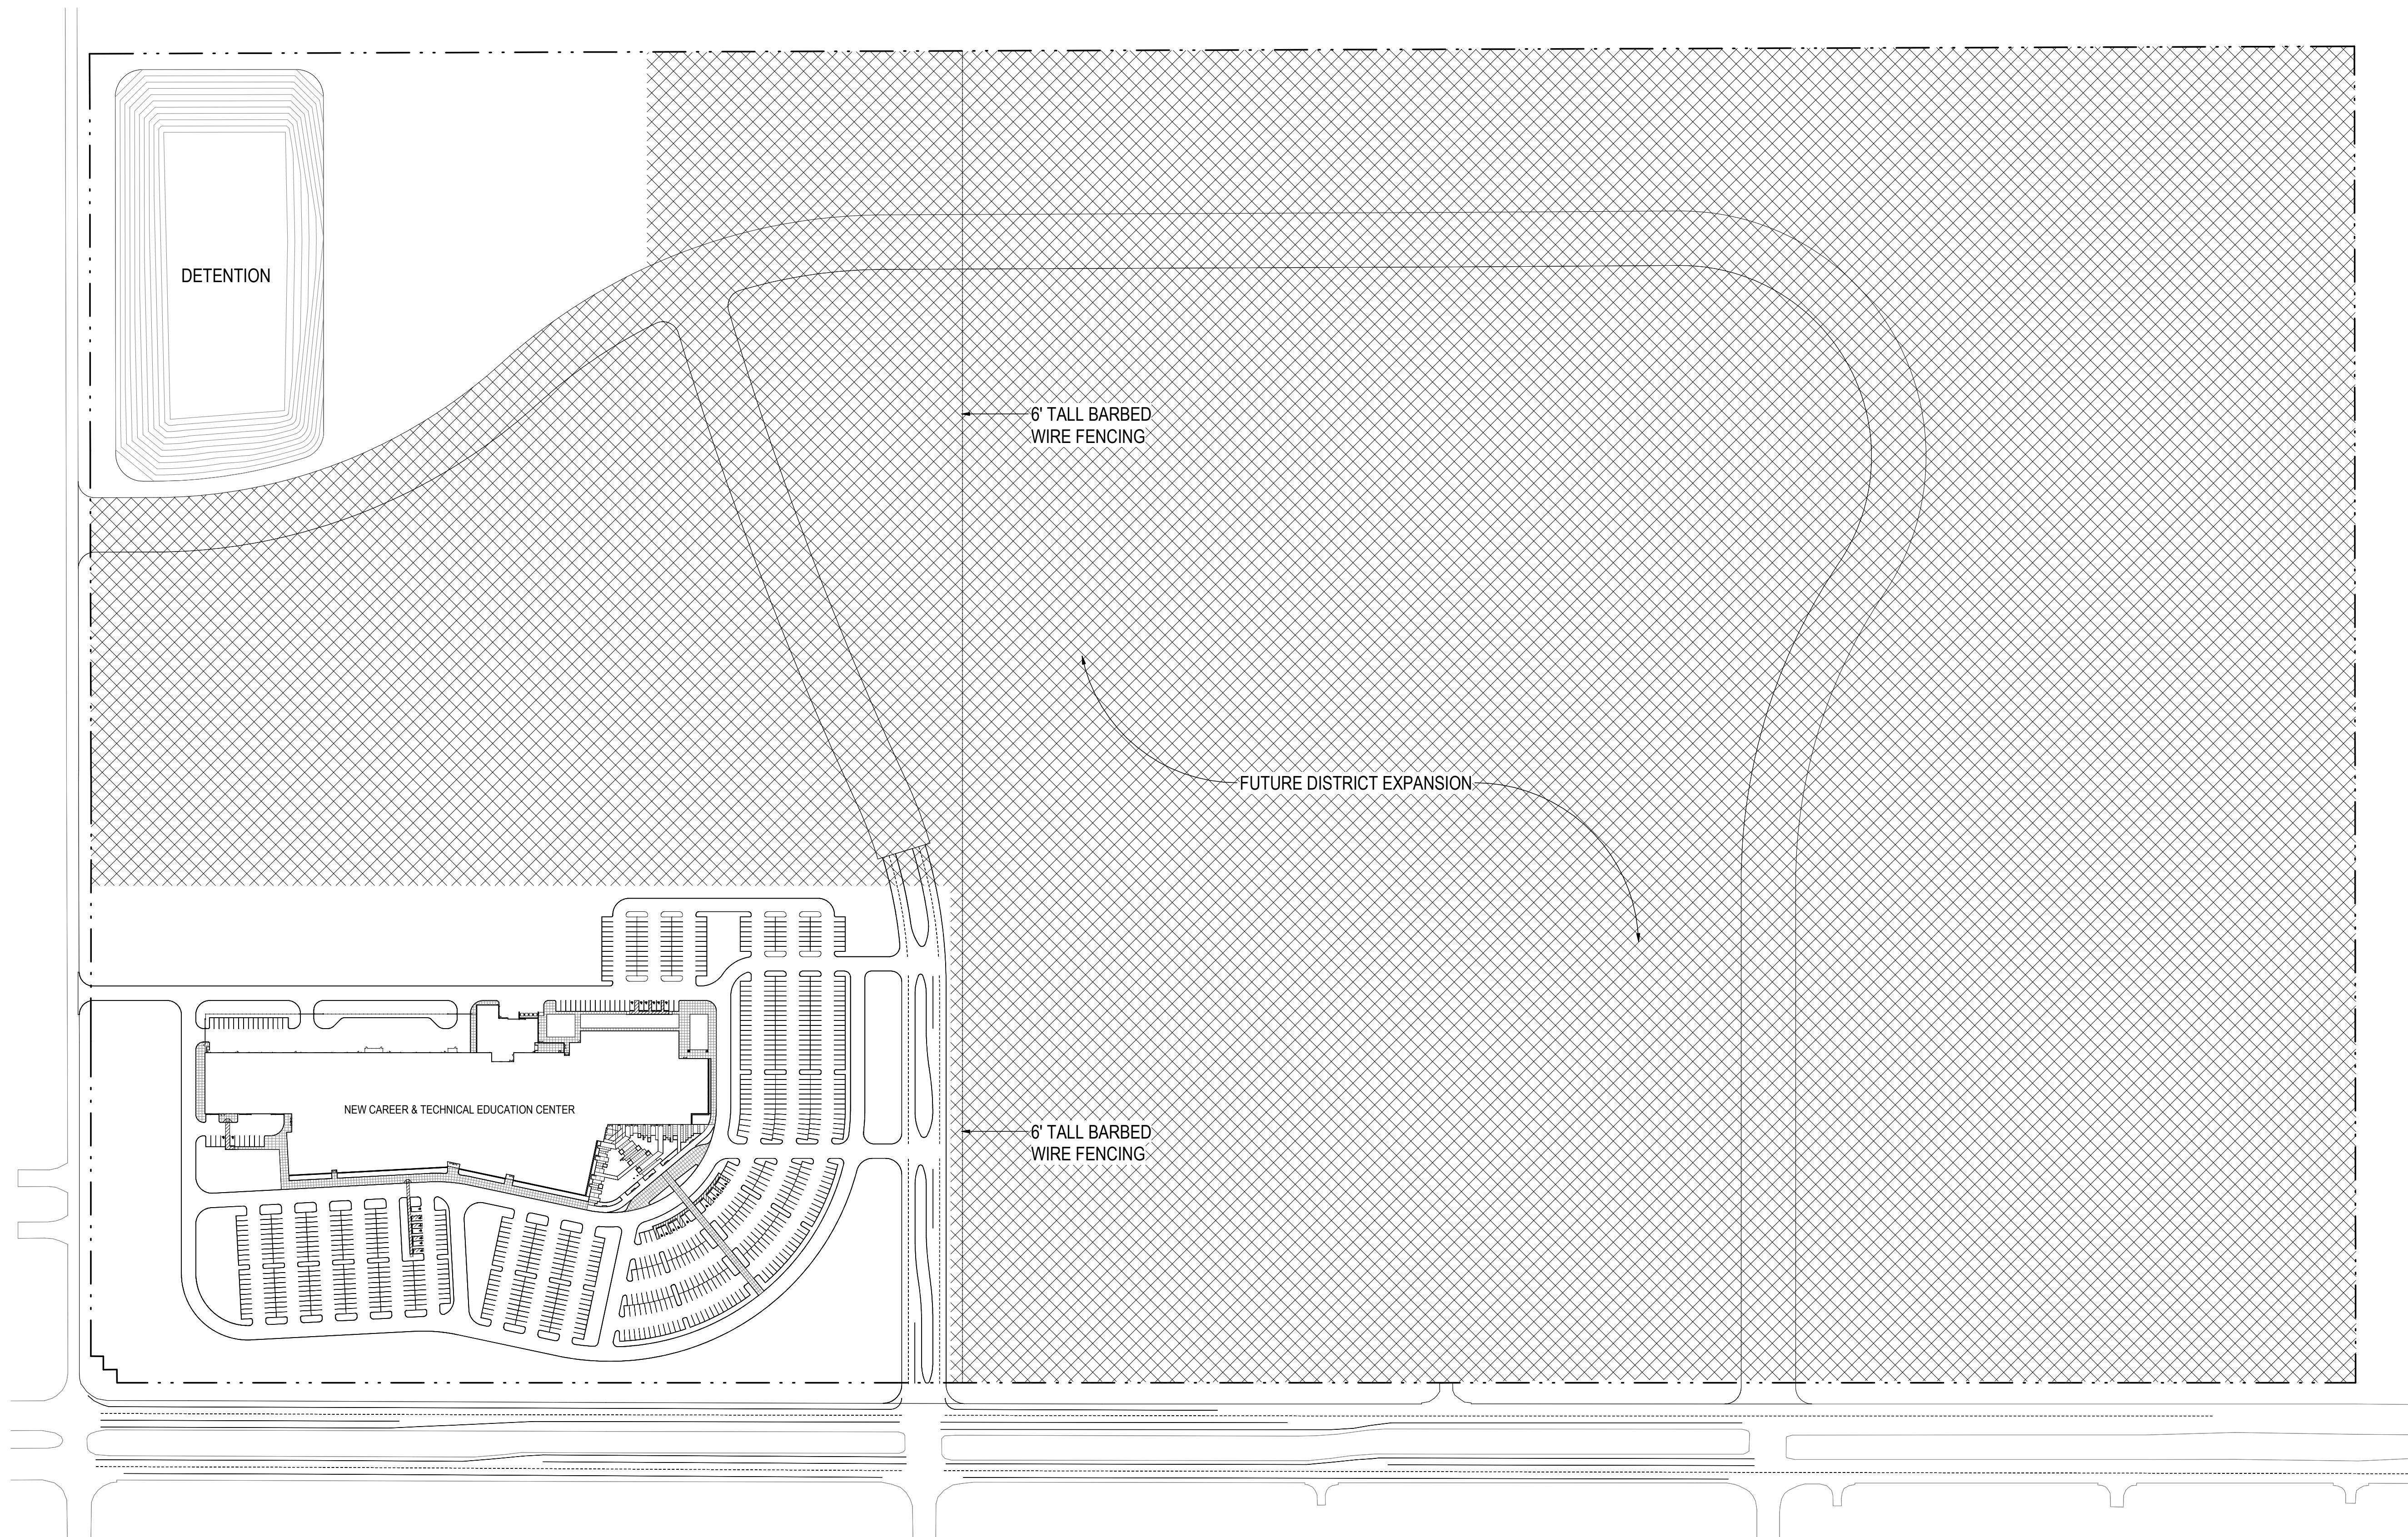 DETENTION
6' TALL BARBED
WIRE FENCING
FUTURE DISTRICT EXPANSION
NEW CAREER & TECHNICAL EDUCATION CENTER
6' TALL BARBED
WIRE FENCING